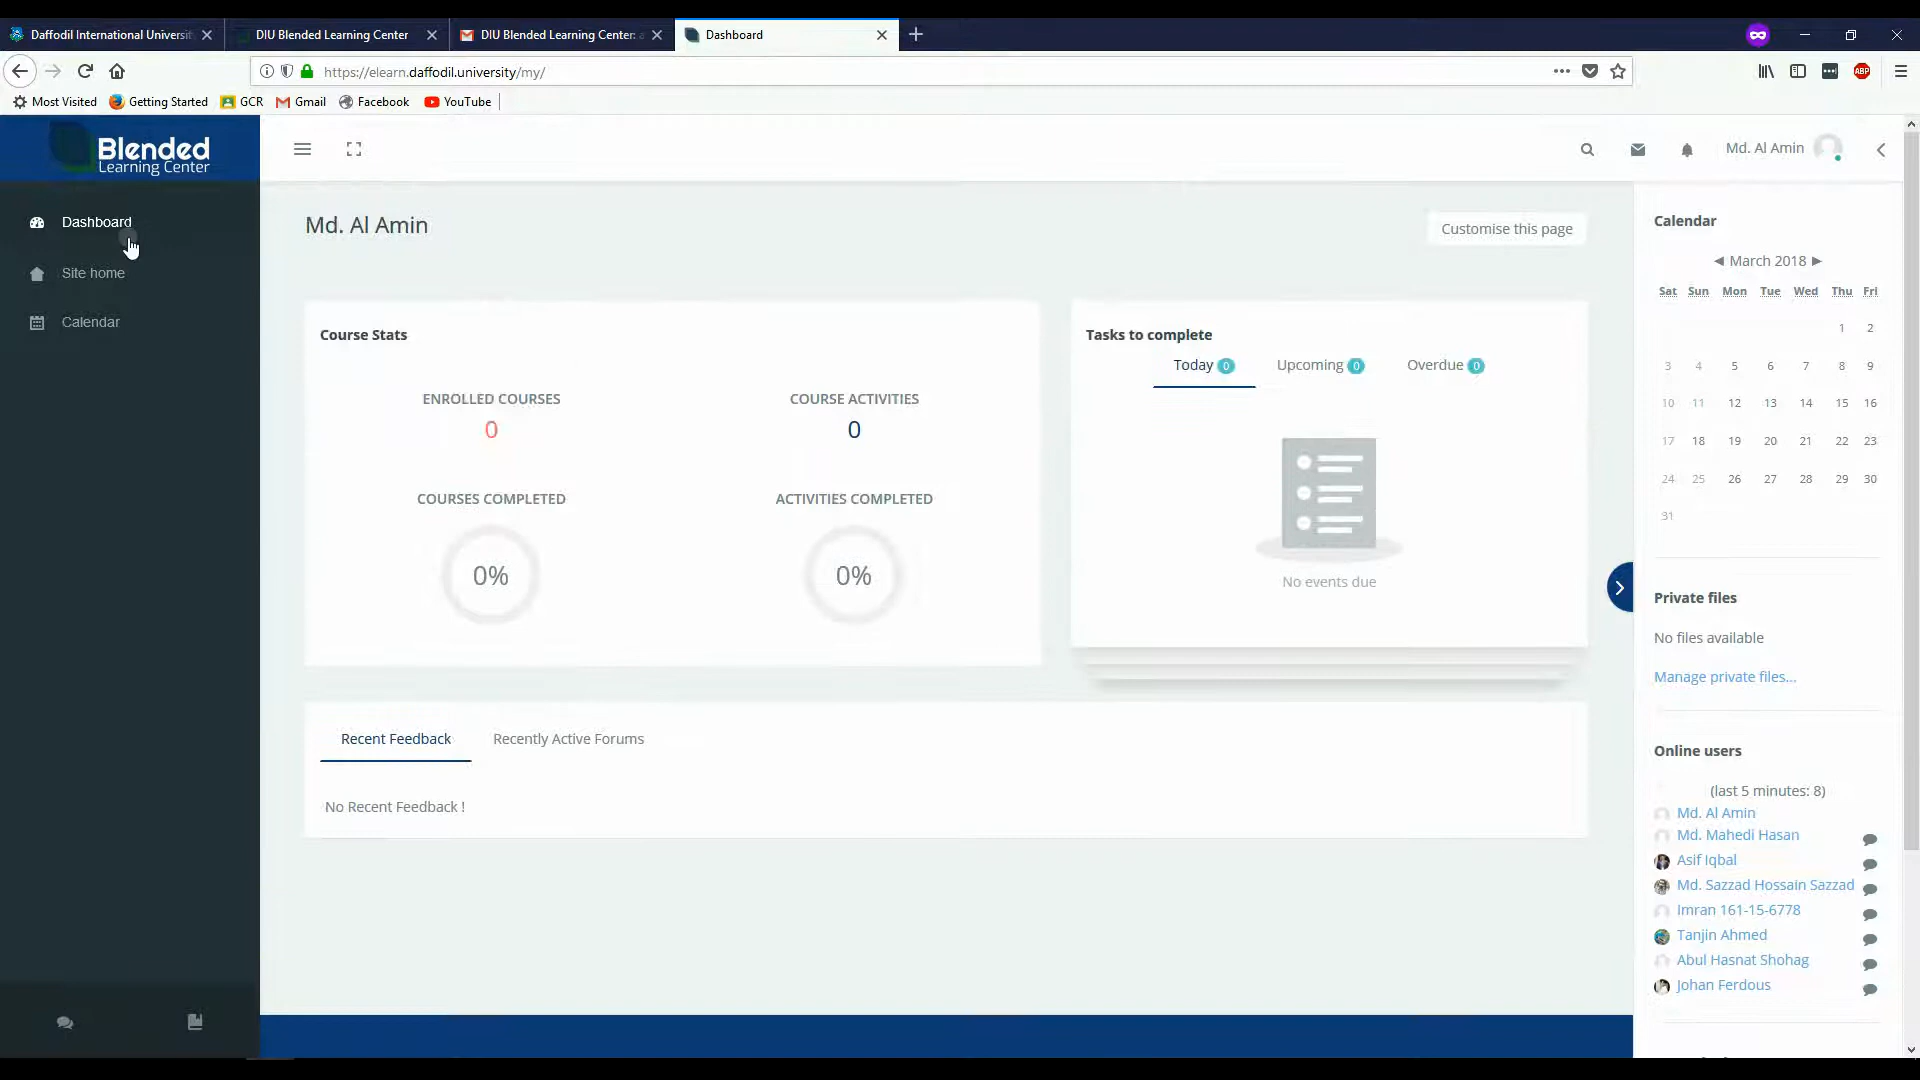 Daffodil International Universit
DIU Blended Learning Center
DIU Blended Learning Center:
Dashboard
https://elearn.daffodil.university/my/
Most Visited
Getting Started
GCR
Gmail
Facebook
YouTube
ABP
Blended
Learning Center
Md. Al Amin
Dashboard
Site home
Calendar
Md. Al Amin
Customise this page
Course Stats
ENROLLED COURSES
0
COURSE ACTIVITIES
0
COURSES COMPLETED
0%
ACTIVITIES COMPLETED
0%
Tasks to complete
Today 0
Upcoming 0
Overdue 0
No events due
Recent Feedback
Recently Active Forums
No Recent Feedback !
Calendar
◀ March 2018 ▶
Sat Sun Mon Tue Wed Thu Fri
1 2
3 4 5 6 7 8 9
10 11 12 13 14 15 16
17 18 19 20 21 22 23
24 25 26 27 28 29 30
31
Private files
No files available
Manage private files...
Online users
(last 5 minutes: 8)
Md. Al Amin
Md. Mahedi Hasan
Asif Iqbal
Md. Sazzad Hossain Sazzad
Imran 161-15-6778
Tanjin Ahmed
Abul Hasnat Shohag
Johan Ferdous